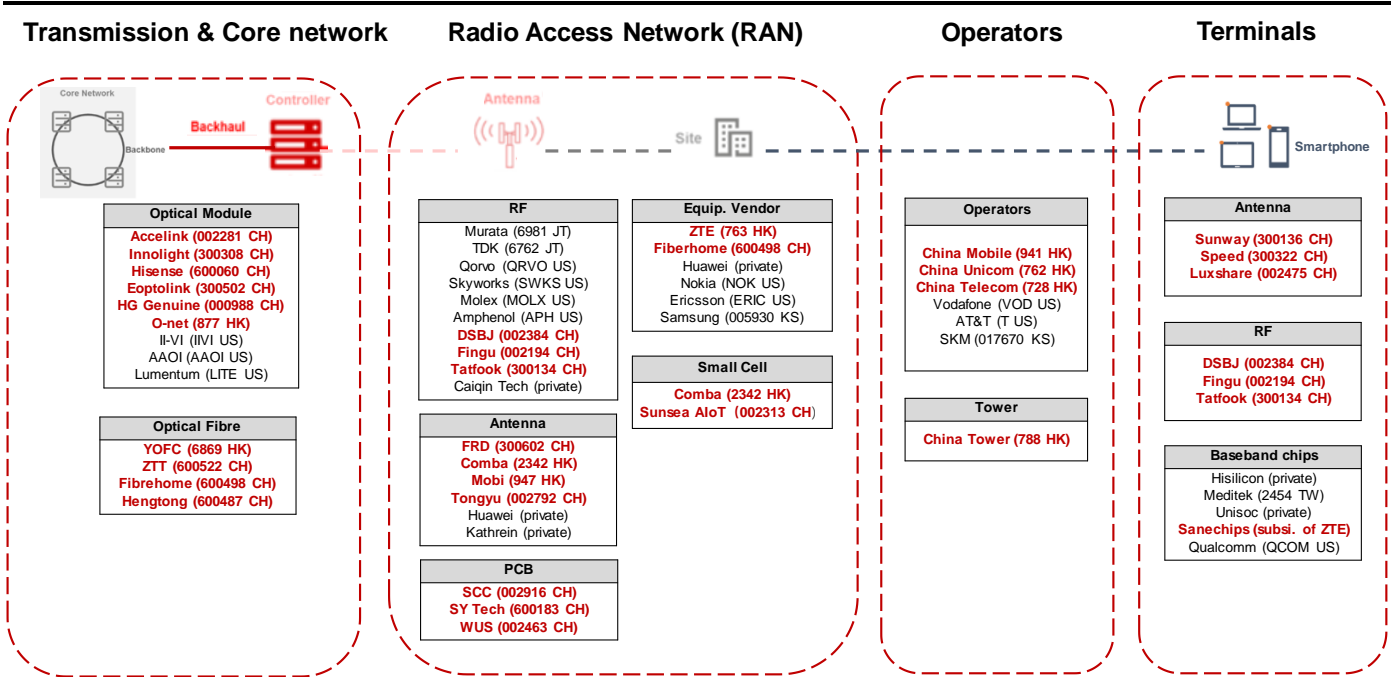 Transmission & Core network
Radio Access Network (RAN)
Operators
Terminals
Core Network
Backbone
Backhaul
Controller
Antenna
Site
Smartphone
Optical Module
Accelink (002281 CH)
Innolight (300308 CH)
Hisense (600060 CH)
Eoptolink (300502 CH)
HG Genuine (000988 CH)
O-net (877 HK)
II-VI (IIVI US)
AAOI (AAOI US)
Lumentum (LITE US)
Optical Fibre
YOFC (6869 HK)
ZTT (600522 CH)
Fibrehome (600498 CH)
Hengtong (600487 CH)
RF
Murata (6981 JT)
TDK (6762 JT)
Qorvo (QRVO US)
Skyworks (SWKS US)
Molex (MOLX US)
Amphenol (APH US)
DSBJ (002384 CH)
Fingu (002194 CH)
Tatfook (300134 CH)
Caiqin Tech (private)
Antenna
FRD (300602 CH)
Comba (2342 HK)
Mobi (947 HK)
Tongyu (002792 CH)
Huawei (private)
Kathrein (private)
PCB
SCC (002916 CH)
SY Tech (600183 CH)
WUS (002463 CH)
Equip. Vendor
ZTE (763 HK)
Fiberhome (600498 CH)
Huawei (private)
Nokia (NOK US)
Ericsson (ERIC US)
Samsung (005930 KS)
Small Cell
Comba (2342 HK)
Sunsea AIoT (002313 CH)
Operators
China Mobile (941 HK)
China Unicom (762 HK)
China Telecom (728 HK)
Vodafone (VOD US)
AT&T (T US)
SKM (017670 KS)
Tower
China Tower (788 HK)
Antenna
Sunway (300136 CH)
Speed (300322 CH)
Luxshare (002475 CH)
RF
DSBJ (002384 CH)
Fingu (002194 CH)
Tatfook (300134 CH)
Baseband chips
Hisilicon (private)
Meditek (2454 TW)
Unisoc (private)
Sanechips (subsi. of ZTE)
Qualcomm (QCOM US)